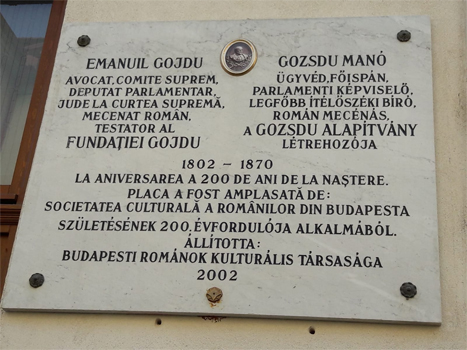 EMANUIL GOJDU
AVOCAT, COMITE SUPREM,
DEPUTAT PARLAMENTAR,
JUDE LA CURTEA SUPREMĂ,
MECENAT ROMÂN,
TESTATOR AL
FUNDAŢIEI GOJDU
GOZSDU MANÓ
ÜGYVÉD, FŐISPÁN,
PARLAMENTI KÉPVISELŐ,
LEGFŐBB ÍTÉLŐSZÉKI BÍRÓ,
ROMÁN MECÉNÁS,
A GOZSDU ALAPÍTVÁNY
LÉTREHOZÓJA
1802 – 1870
LA ANIVERSAREA A 200 DE ANI DE LA NAŞTERE.
PLACA A FOST AMPLASATĂ DE:
SOCIETATEA CULTURALĂ A ROMÂNILOR DIN BUDAPESTA
SZÜLETÉSÉNEK 200. ÉVFORDULÓJA ALKALMÁBÓL.
ÁLLÍTOTTA:
BUDAPESTI ROMÁNOK KULTURÁLIS TÁRSASÁGA
2002